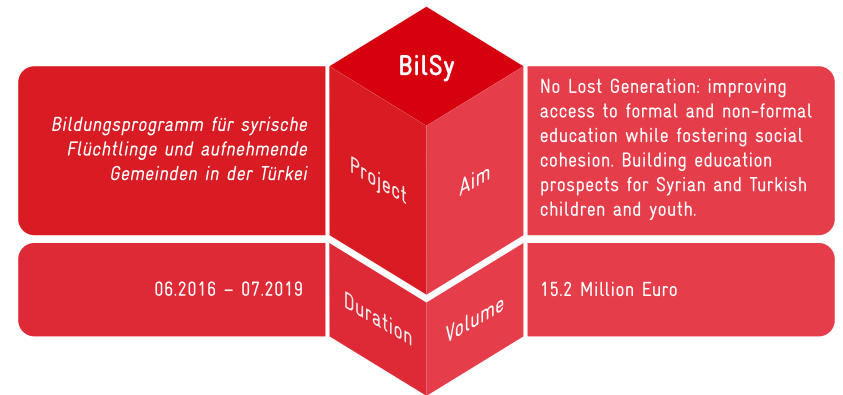 BilSy
Bildungsprogramm für syrische
Flüchtlinge und aufnehmende
Gemeinden in der Türkei
Project
Aim
No Lost Generation: improving
access to formal and non-formal
education while fostering social
cohesion. Building education
prospects for Syrian and Turkish
children and youth.
06.2016 – 07.2019
Duration
Volume
15.2 Million Euro